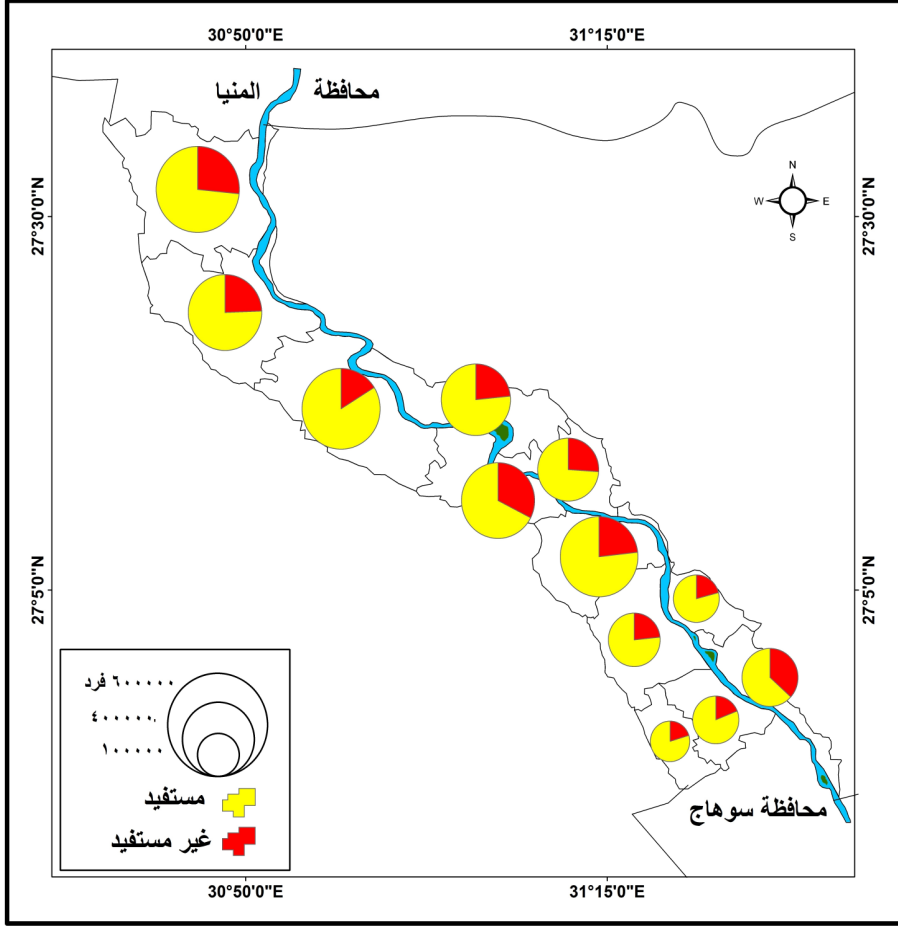 30°50'0"E 31°15'0"E
محافظة المنيا
N
W E
S
27°30'0"N 27°30'0"N
27°5'0"N 27°5'0"N
٦٠٠٠٠٠ فرد
٤٠٠٠٠٠
١٠٠٠٠٠
مستفيد
غير مستفيد
محافظة سوهاج
30°50'0"E 31°15'0"E